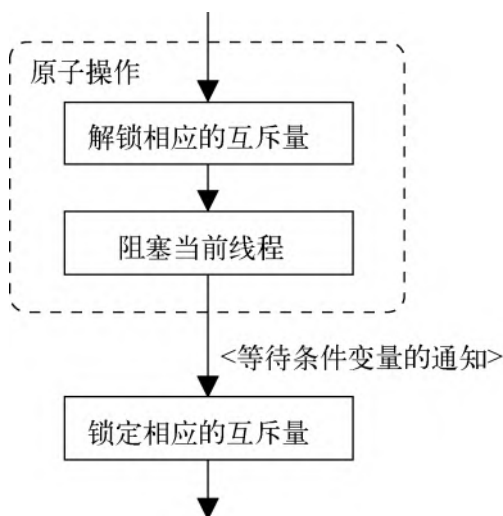 原子操作
解锁相应的互斥量
阻塞当前线程
<等待条件变量的通知>
锁定相应的互斥量